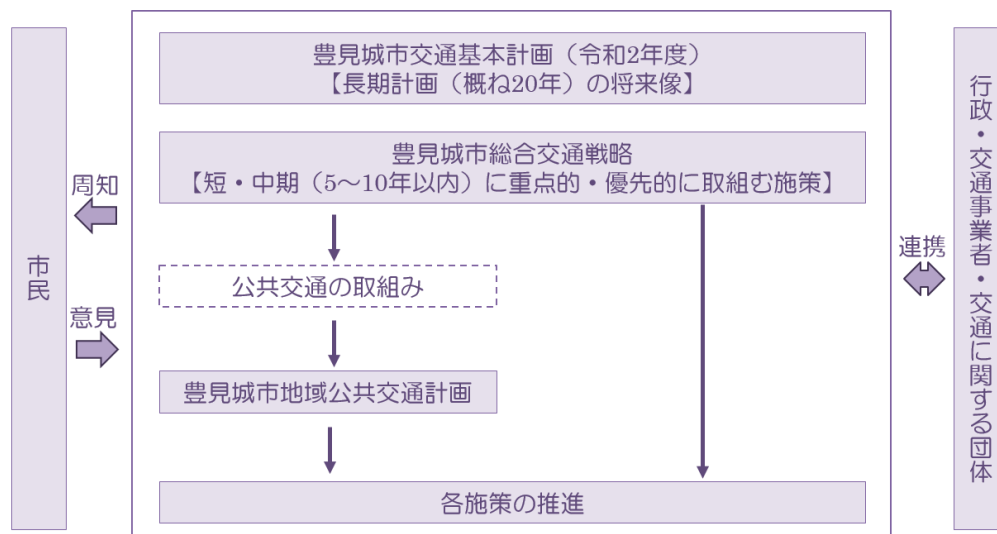 豊見城市交通基本計画（令和2年度）
【長期計画（概ね20年）の将来像】
豊見城市総合交通戦略
【短・中期（5～10年以内）に重点的・優先的に取組む施策】
周知
市民
意見
公共交通の取組み
豊見城市地域公共交通計画
各施策の推進
連携
行政・交通事業者・交通に関する団体